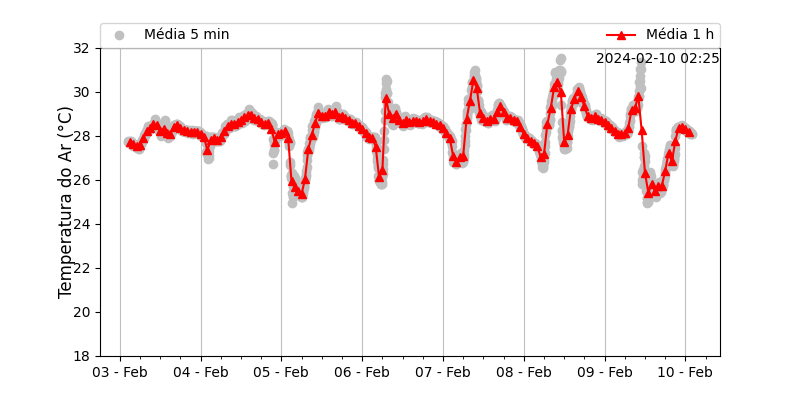 Média 5 min
Média 1 h
2024-02-10 02:25
Temperatura do Ar (°C)
32
30
28
26
24
22
20
18
03 - Feb
04 - Feb
05 - Feb
06 - Feb
07 - Feb
08 - Feb
09 - Feb
10 - Feb